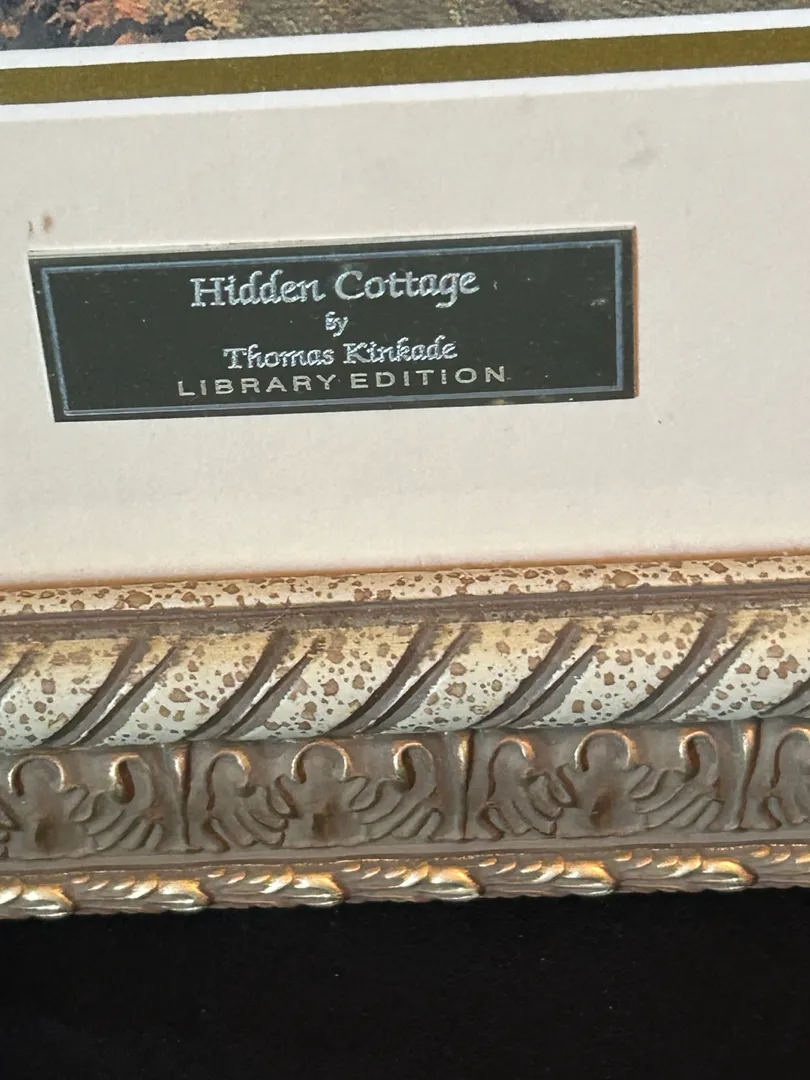 Hidden Cottage
by
Thomas Kinkade
LIBRARY EDITION